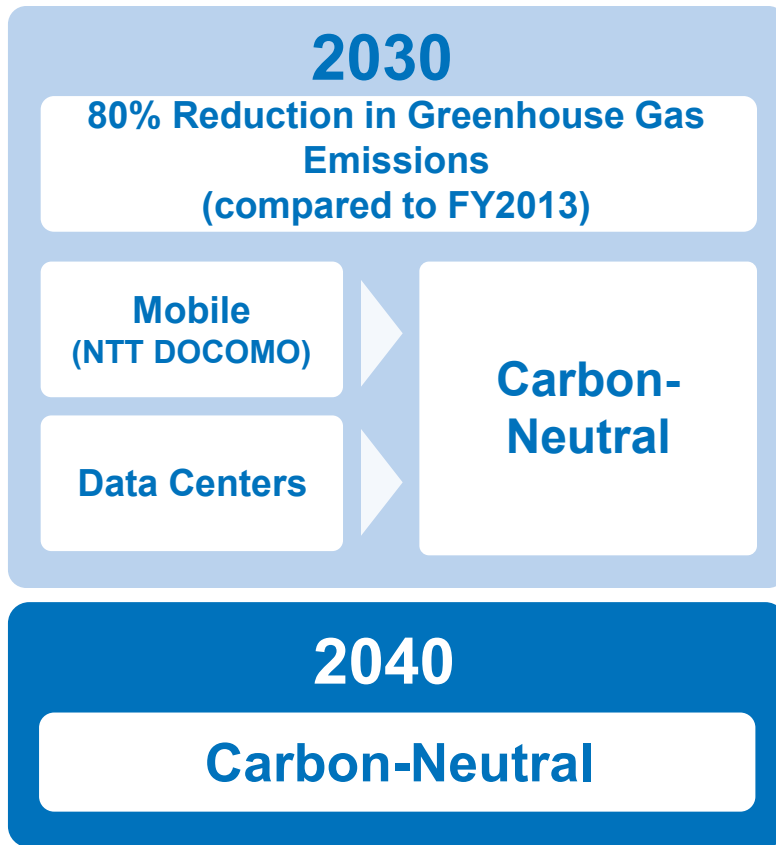 2030
80% Reduction in Greenhouse Gas
Emissions
(compared to FY2013)
Mobile
(NTT DOCOMO)
Data Centers
Carbon-
Neutral
2040
Carbon-Neutral